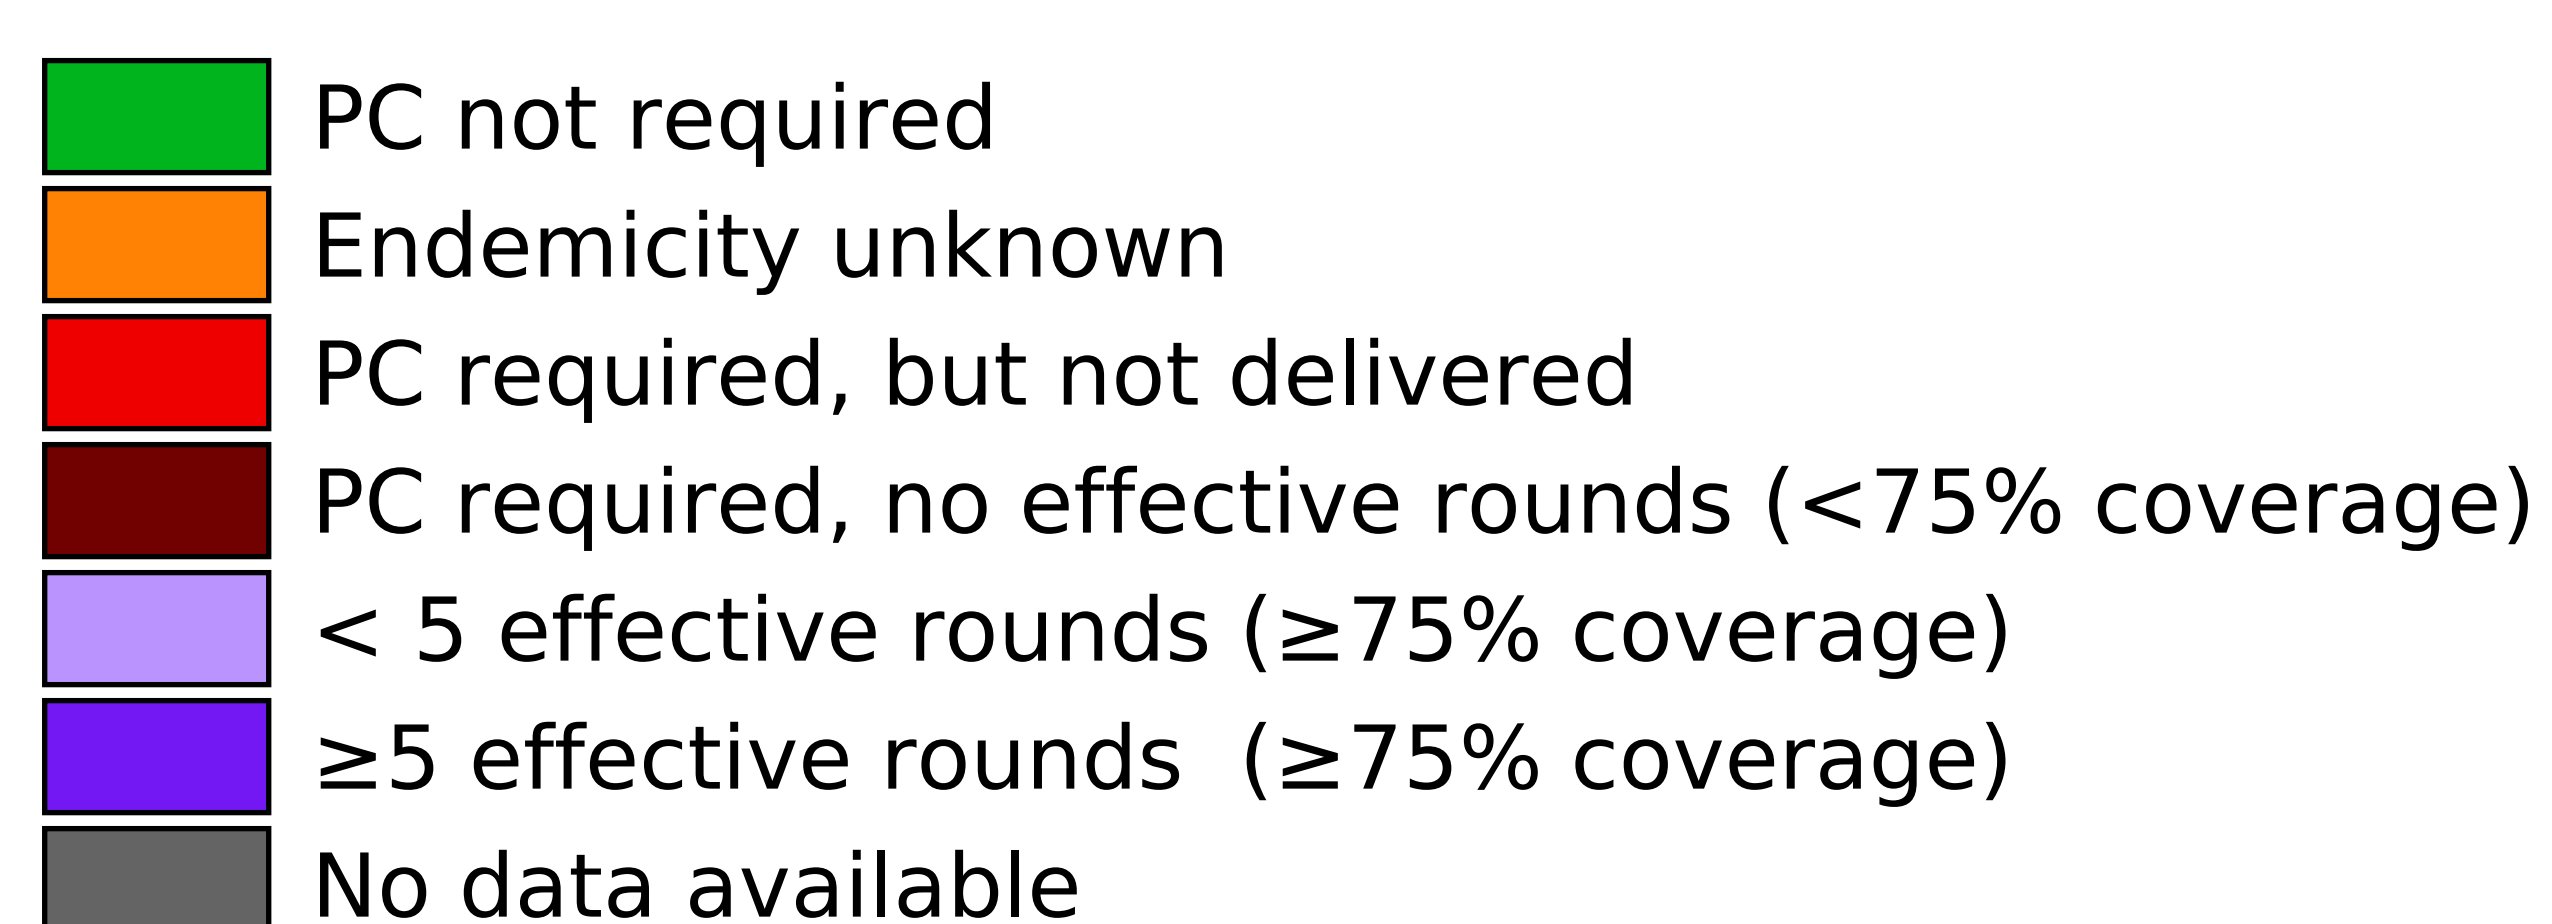 PC not required
Endemicity unknown
PC required, but not delivered
PC required, no effective rounds (<75% coverage)
< 5 effective rounds (≥75% coverage)
≥5 effective rounds  (≥75% coverage)
No data available